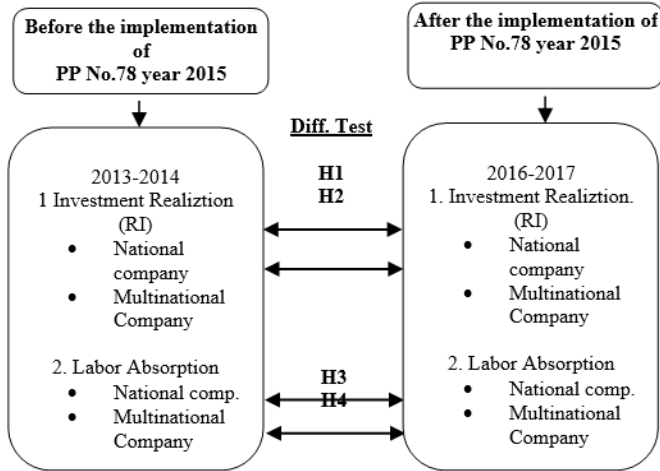 Before the implementation
of
PP No.78 year 2015
After the implementation of
PP No.78 year 2015
Diff. Test
2013-2014
1 Investment Realiztion
(RI)
• National
company
• Multinational
Company
2. Labor Absorption
• National comp.
• Multinational
Company
H1
H2
H3
H4
2016-2017
1. Investment Realiztion.
(RI)
• National
company
• Multinational
Company
2. Labor Absorption
• National comp.
• Multinational
Company